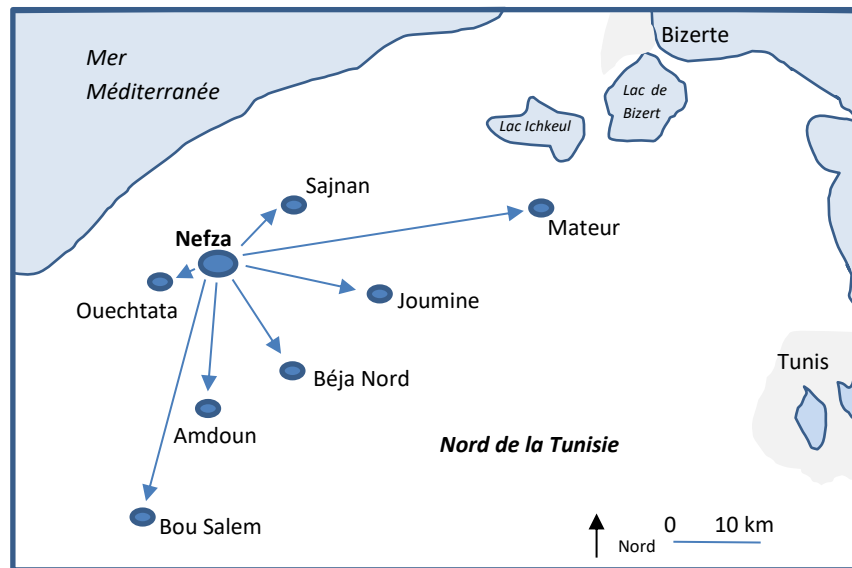 Bizerte
Mer
Méditerranée
Lac de
Bizert
Lac Ichkeul
Sajnan
Mateur
Nefza
Ouechtata
Joumine
Tunis
Béja Nord
Amdoun
Nord de la Tunisie
Bou Salem
0 10 km
Nord